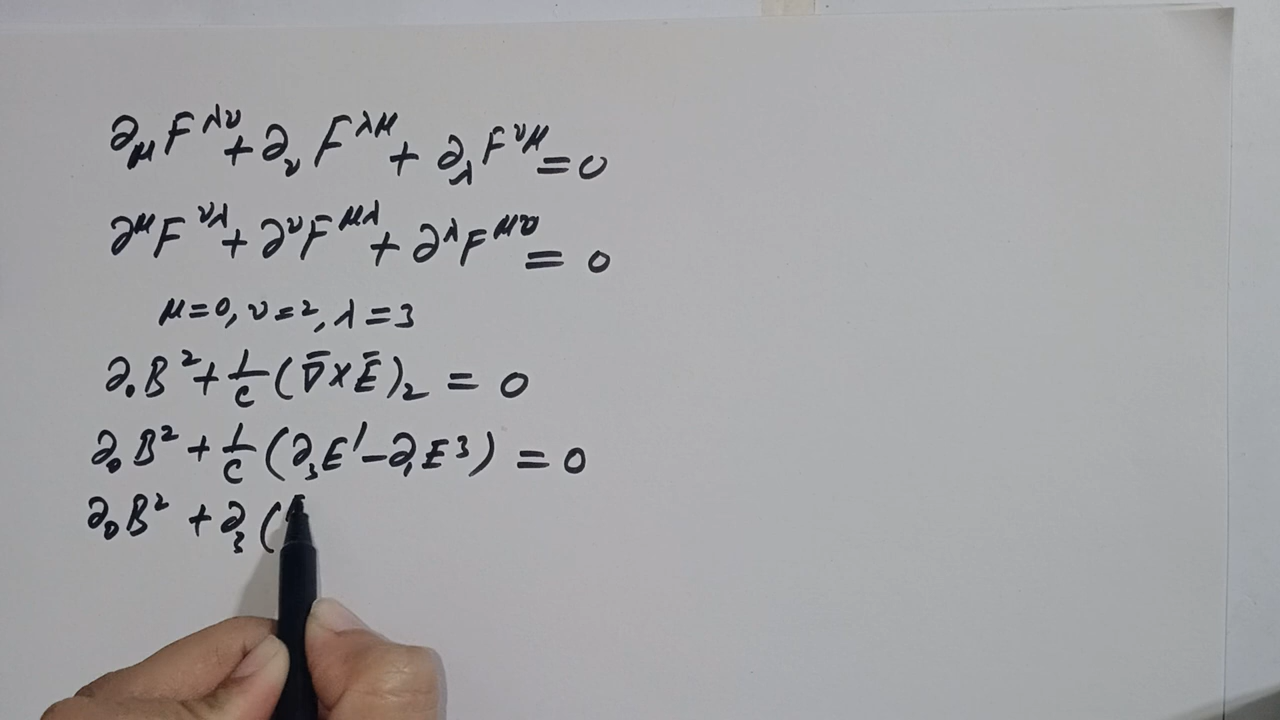 ∂_μ F^{λν} + ∂_ν F^{λμ} + ∂_λ F^{νμ} = 0
∂^μ F^{νλ} + ∂^ν F^{μλ} + ∂^λ F^{μν} = 0
μ=0, ν=2, λ=3
∂_0 B^2 + 1/c (∇̄×Ē)_2 = 0
∂_0 B^2 + 1/c (∂_3 E^1 − ∂_1 E^3) = 0
∂_0 B^2 + ∂_3 (